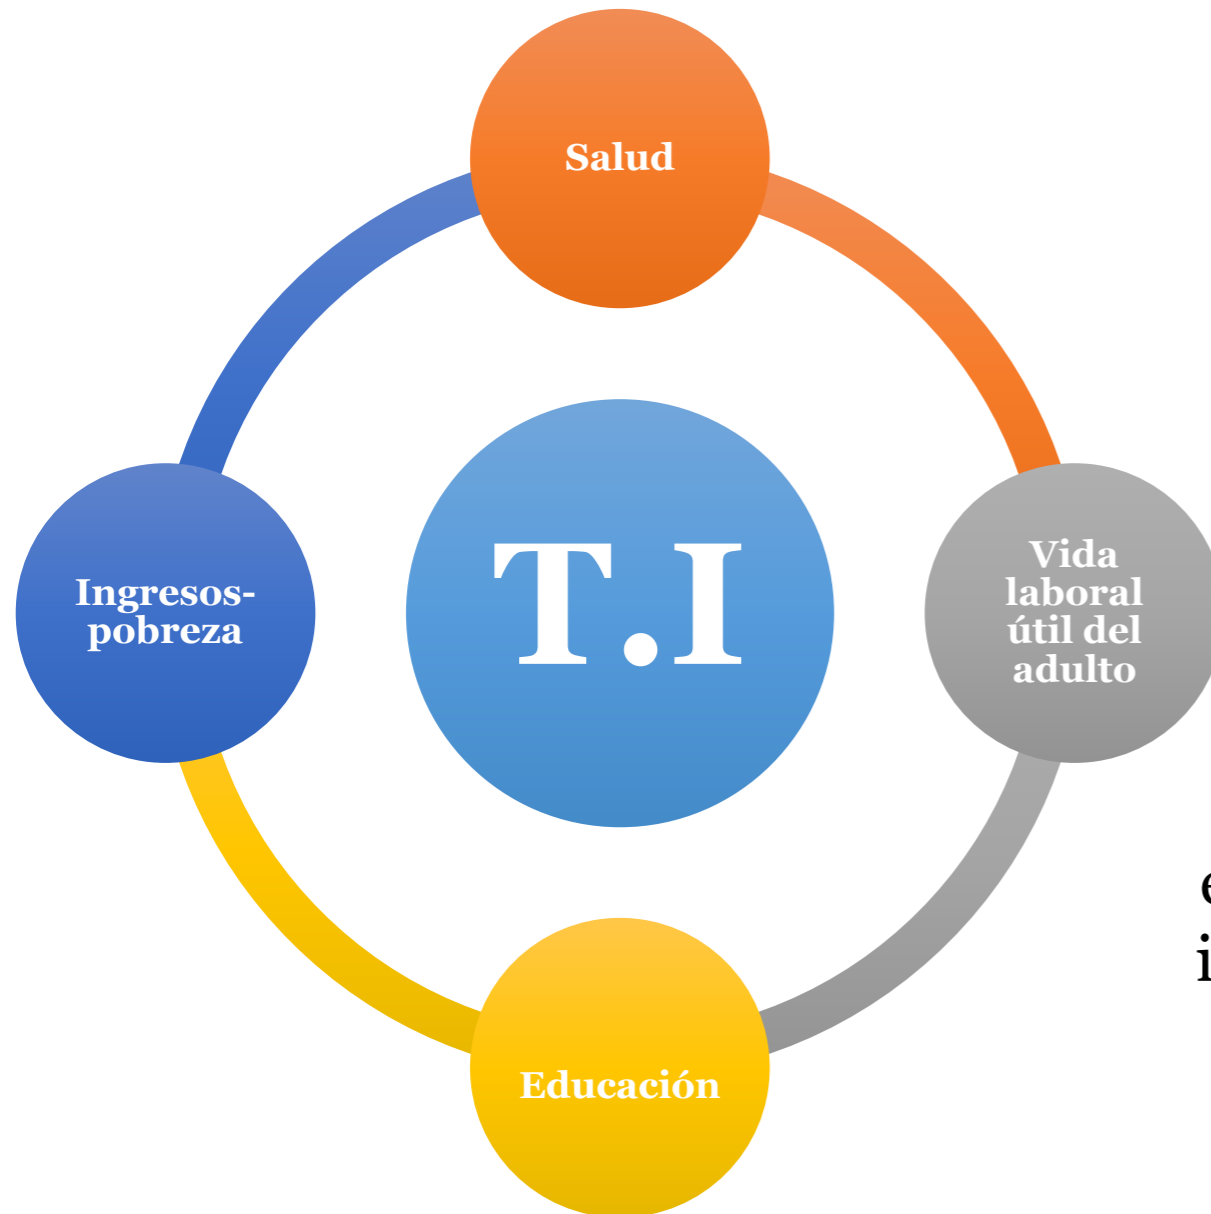 Salud
Ingresos-
pobreza
T.I
Vida
laboral
útil del
adulto
Educación